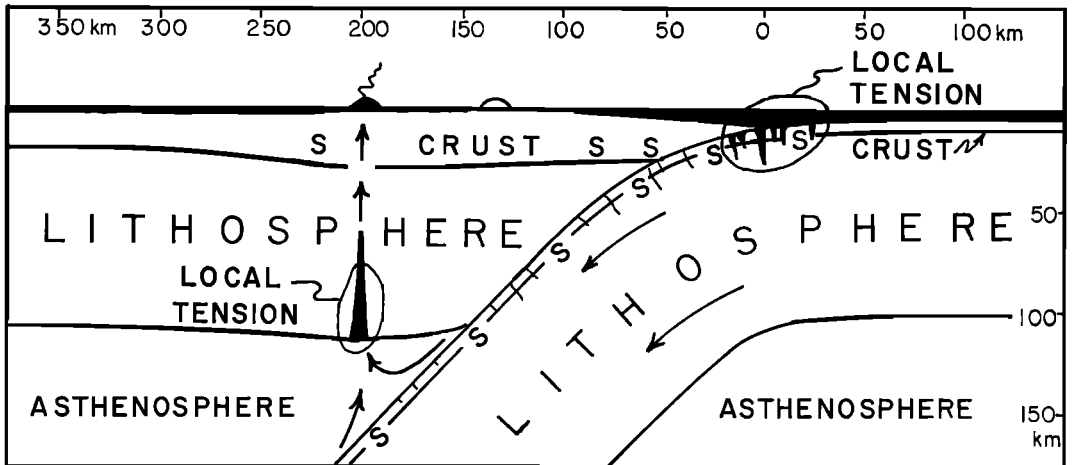 350 km 300 250 200 150 100 50 0 50 100 km
LOCAL
TENSION
S CRUST S S S S
CRUST
S
LITHOSPHERE
LITHOSPHERE
50
S
LOCAL
TENSION
S
100
ASTHENOSPHERE
ASTHENOSPHERE
S
150
km